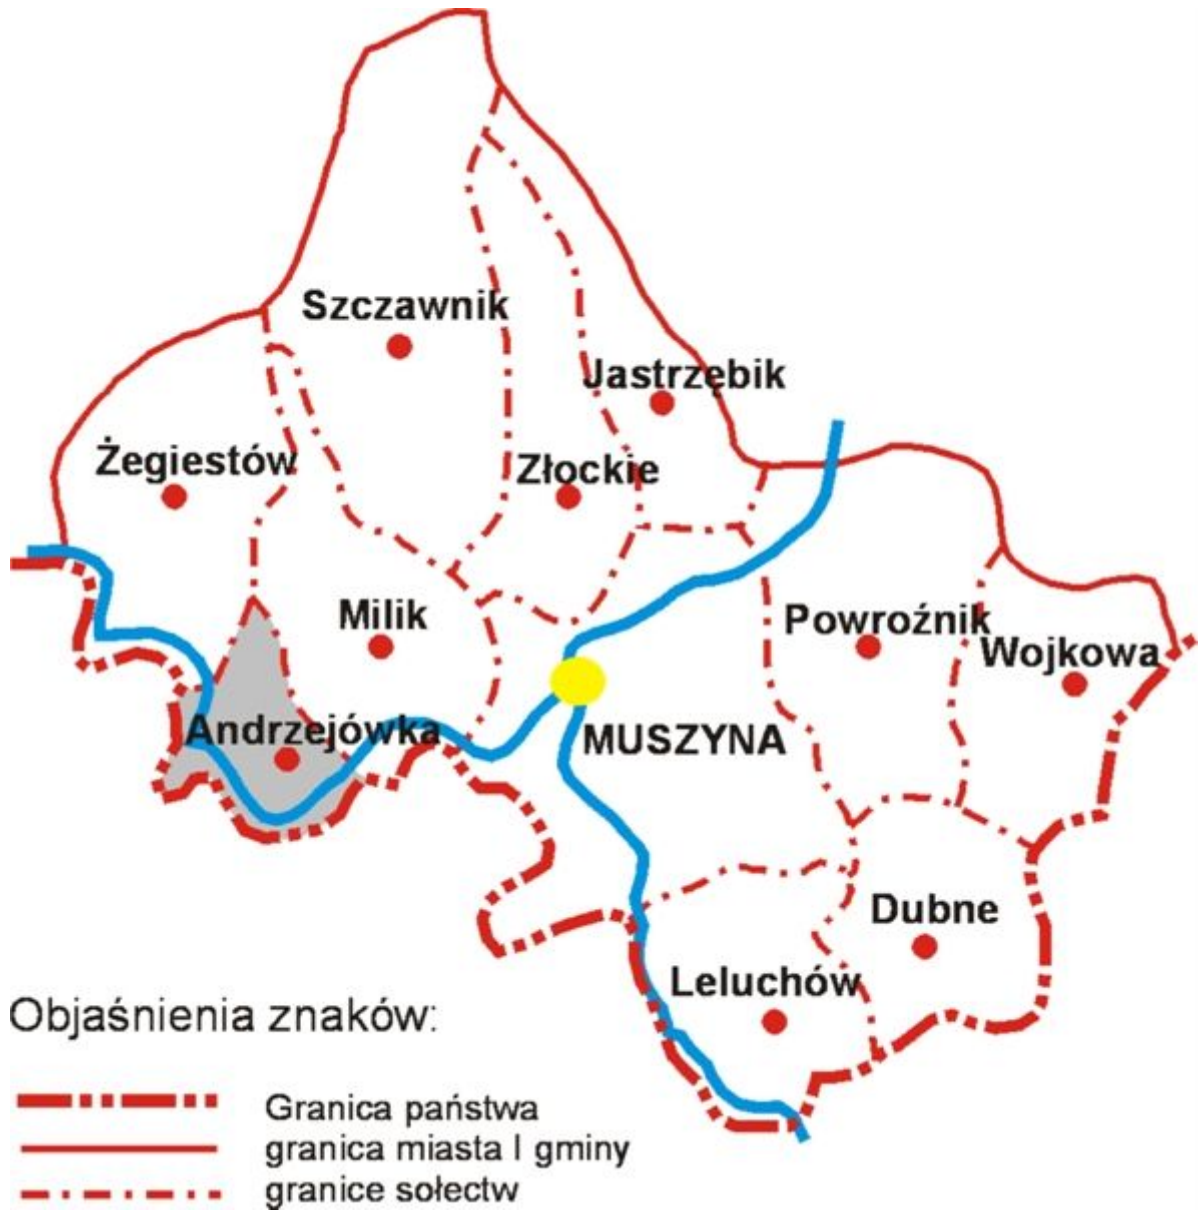 Szczawnik
Jastrzębik
Żegiestów
Złockie
Milik
Powroźnik
Wojkowa
Andrzejówka
MUSZYNA
Dubne
Leluchów
Objaśnienia znaków:
Granica państwa
granica miasta I gminy
granice sołectw